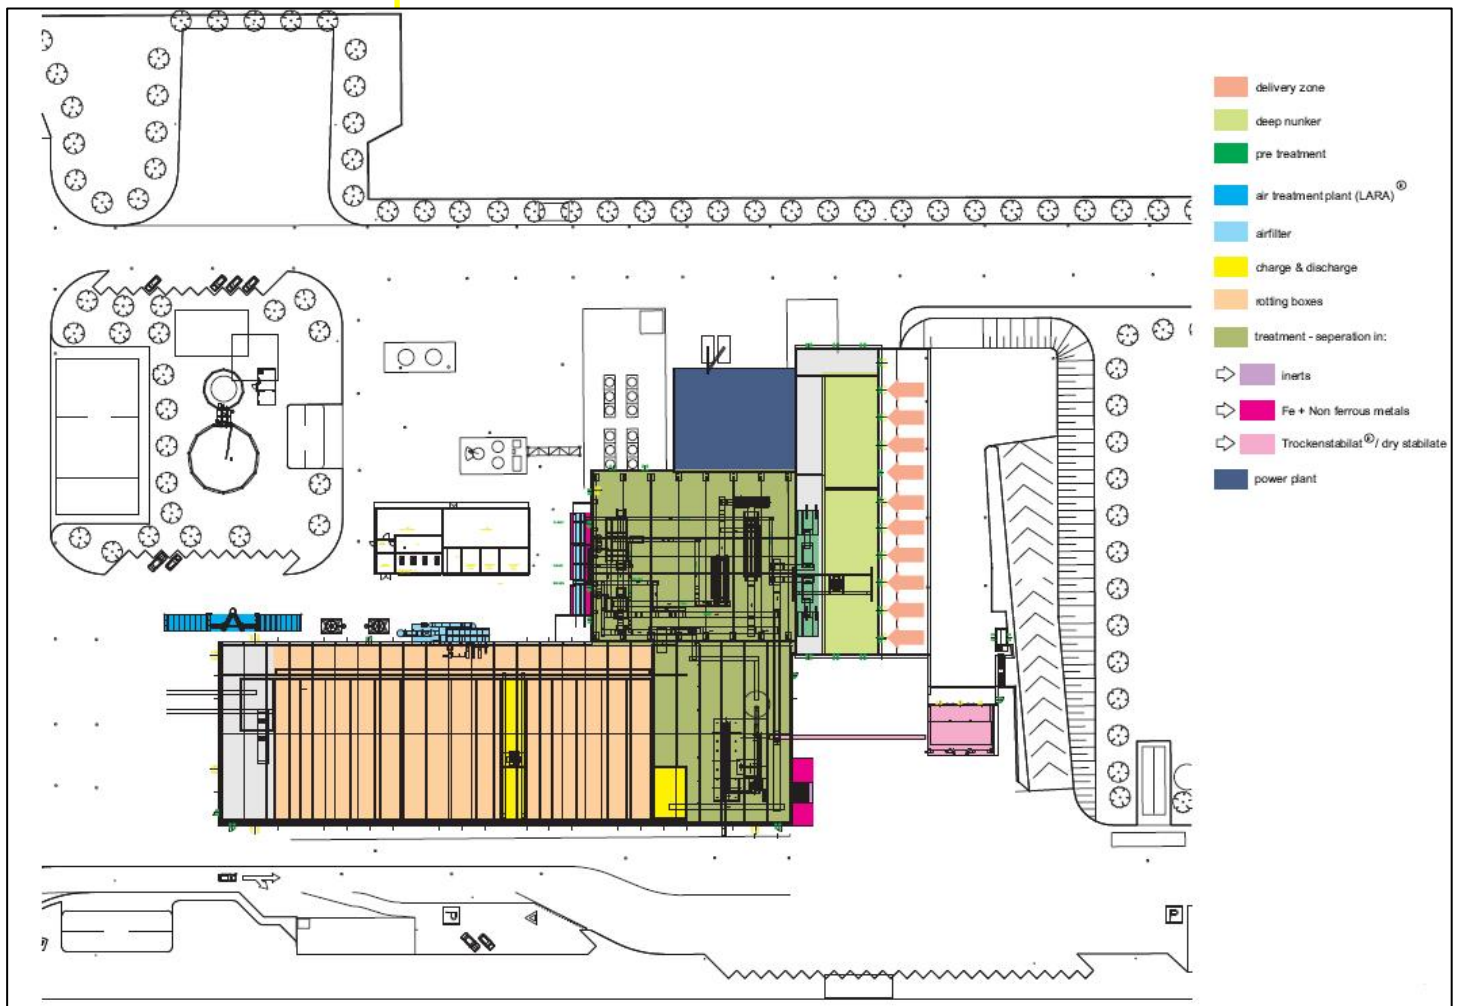 delivery zone
deep nunker
pre treatment
air treatment plant (LARA) ®
airfilter
charge & discharge
rotting boxes
treatment - seperation in:
inerts
Fe + Non ferrous metals
Trockenstabilat ® / dry stabilate
power plant
P
P